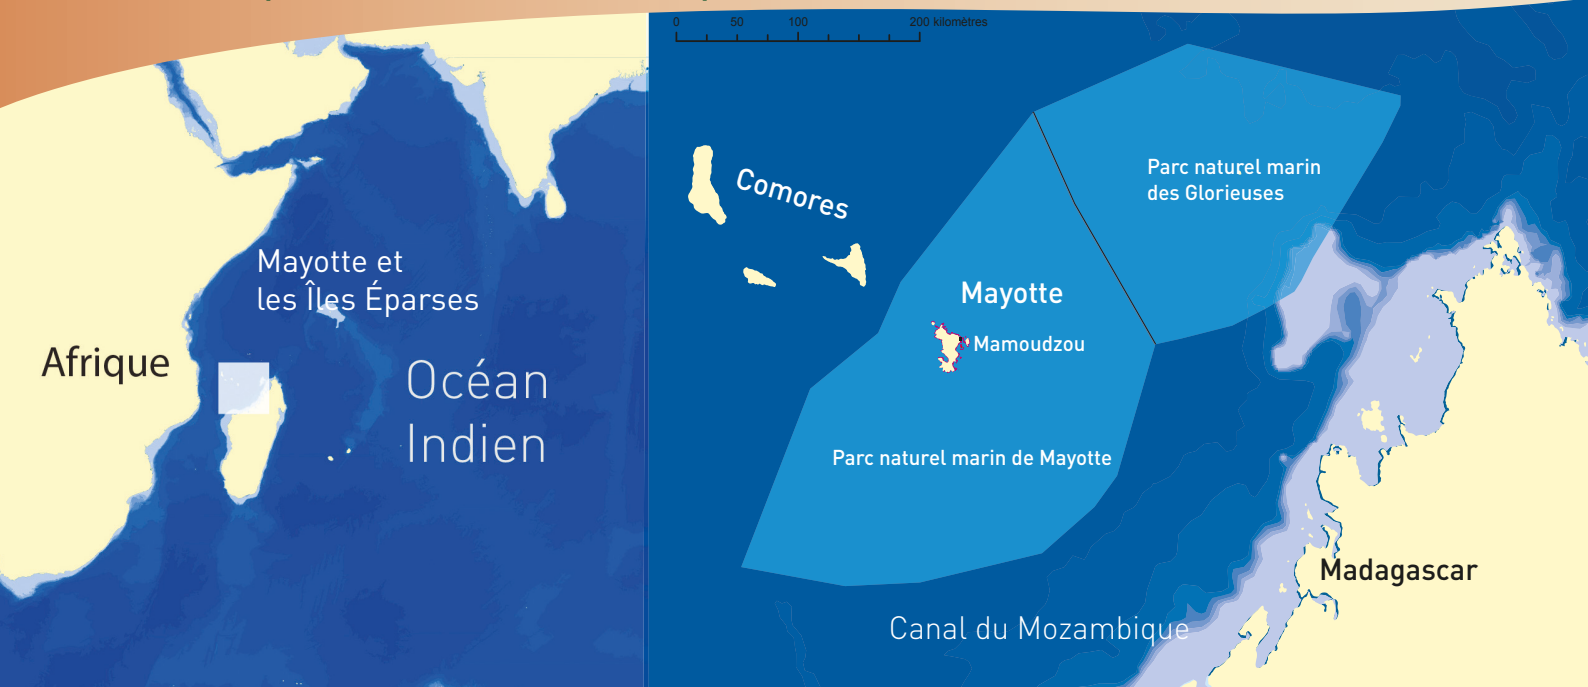 Mayotte et
les Îles Éparses
Afrique
Océan
Indien
0 50 100 200 kilomètres
Comores
Parc naturel marin
des Glorieuses
Mayotte
Mamoudzou
Parc naturel marin de Mayotte
Madagascar
Canal du Mozambique